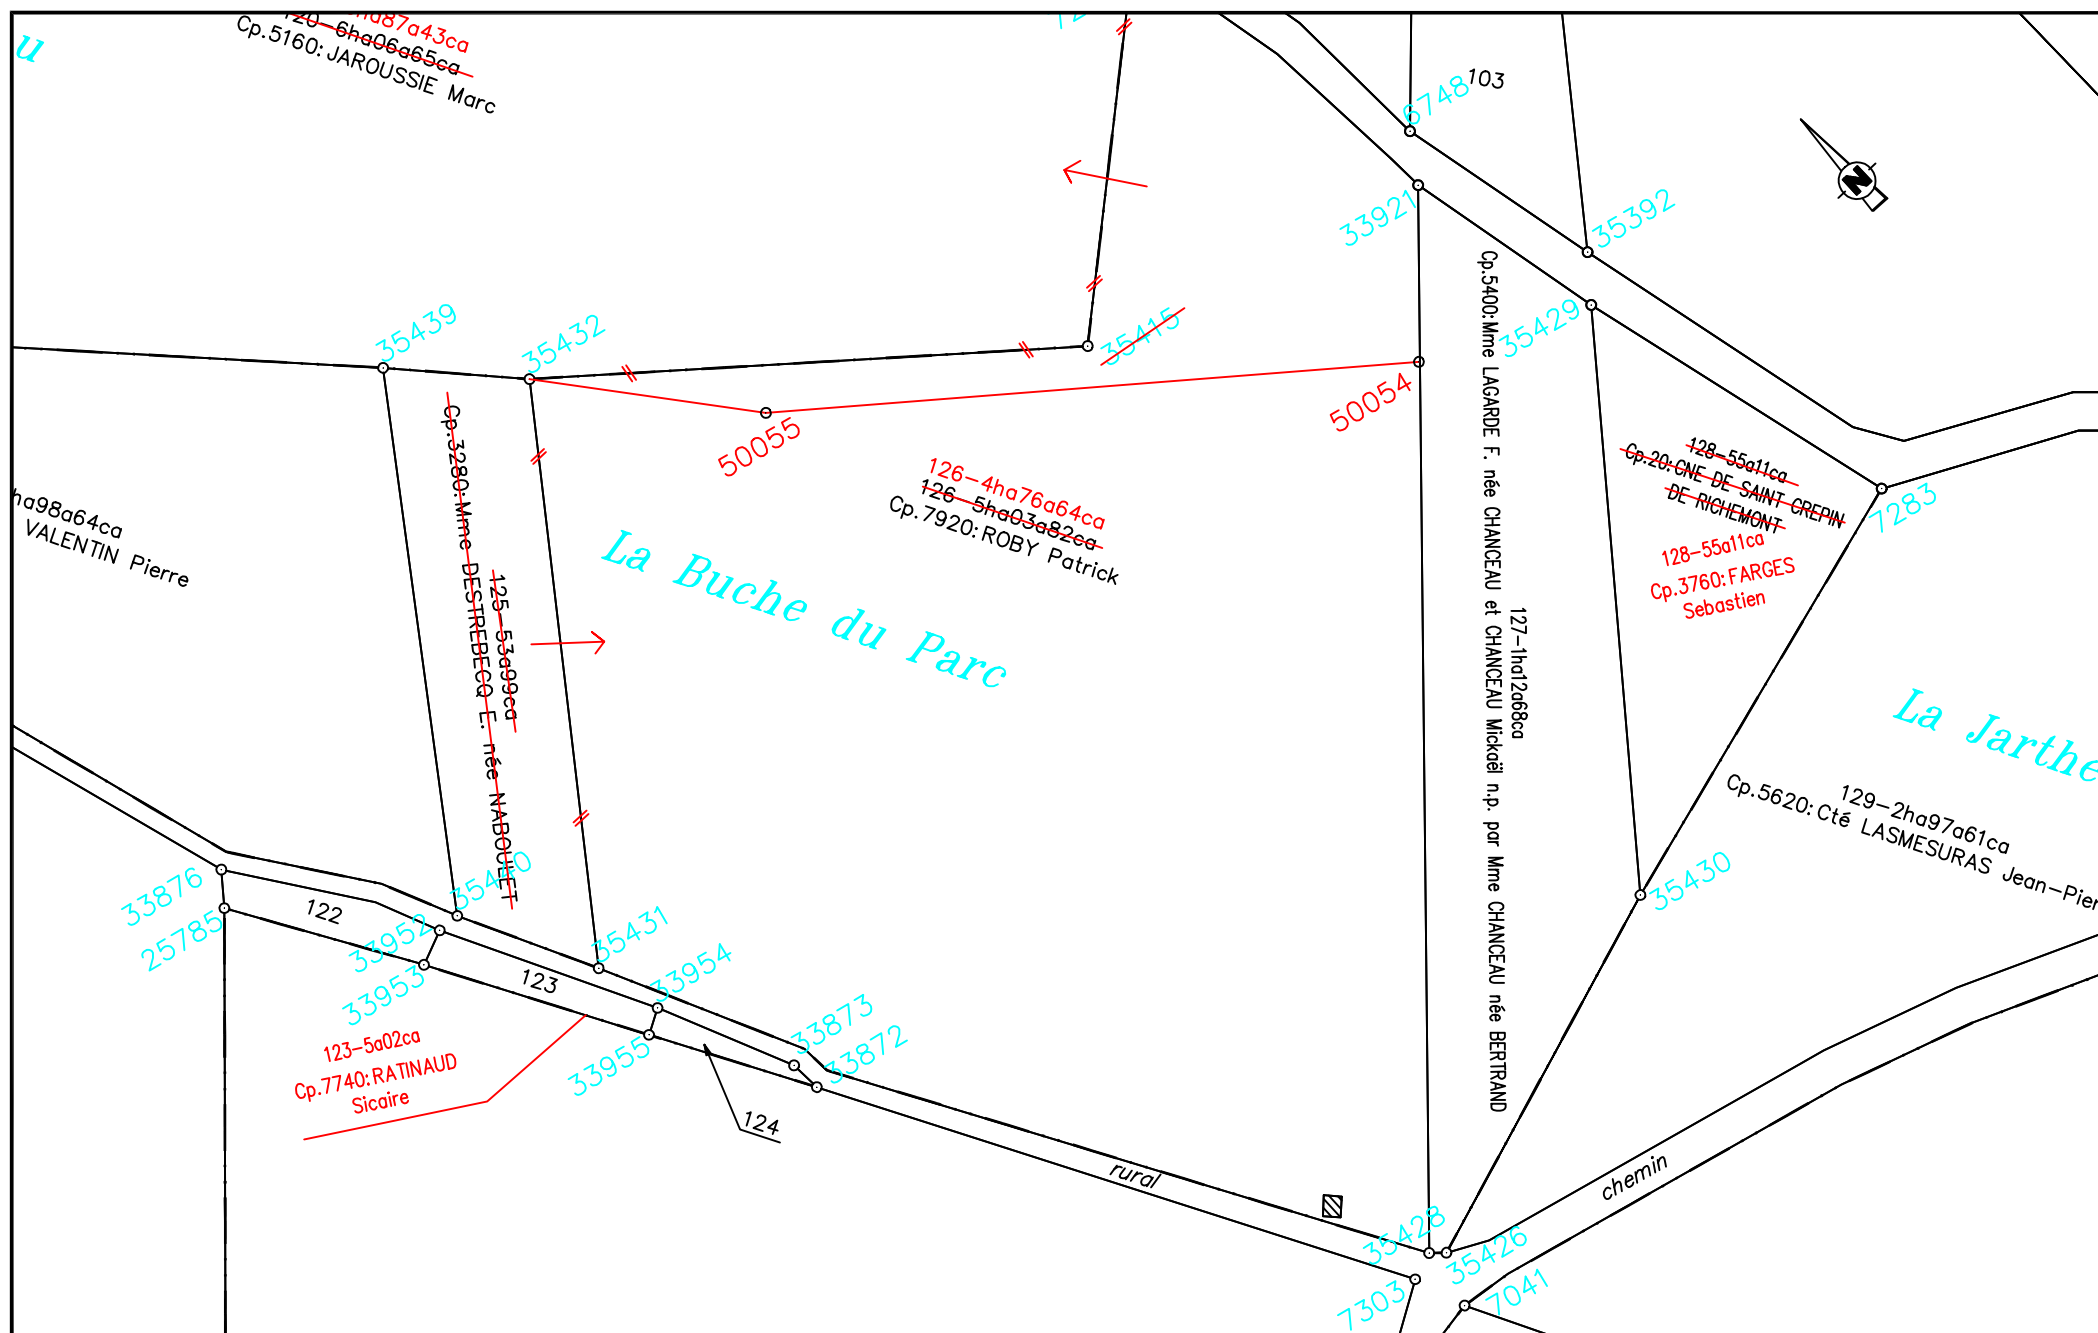 u
ha87a43ca
120-6ha06a65ca
Cp.5160:JAROUSSIE Marc
103
6748
N
33921
35392
35439
35432
35415
35429
50055
50054
Cp.5400:Mme LAGARDE F. née CHANCEAU et CHANCEAU Mickaël n.p. par Mme CHANCEAU née BERTRAND
127-1ha12a68ca
128-55a11ca
Cp.20:CNE DE SAINT CREPIN
DE RICHEMONT
128-55a11ca
Cp.3760:FARGES
Sebastien
7283
126-4ha76a64ca
126-5ha03a82ca
Cp.7920:ROBY Patrick
La Buche du Parc
Cp.3280:Mme DESTREBECQ E. née NABOULET
125-53a99ca
ha98a64ca
VALENTIN Pierre
La Jarthe
129-2ha97a61ca
Cp.5620:Cté LASMESURAS Jean-Pier
33876
25785
122
35440
33952
33953
35431
123
33954
33955
33873
33872
35430
123-5a02ca
Cp.7740:RATINAUD
Sicaire
124
rural
chemin
35428
35426
7303
7041